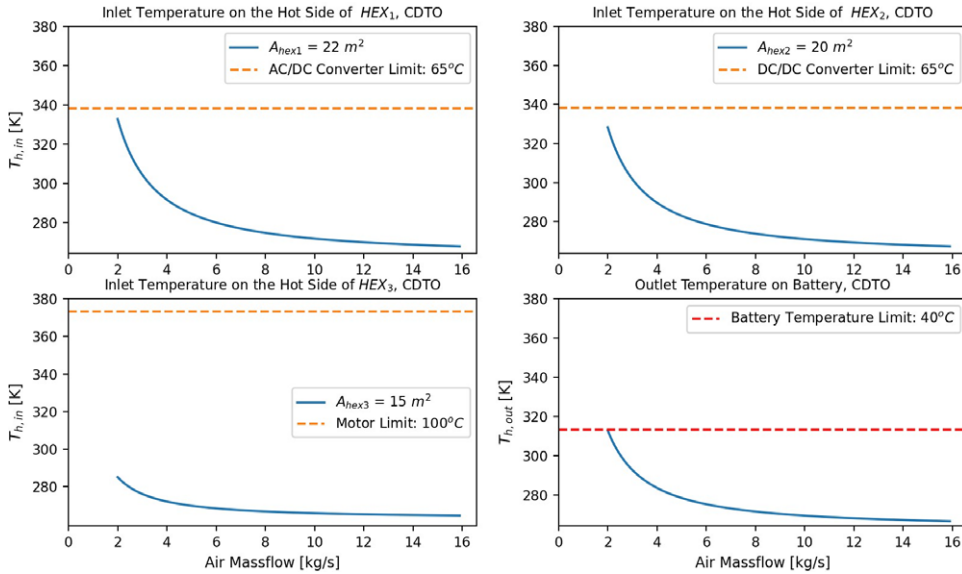 Inlet Temperature on the Hot Side of HEX₁, CDTO
380
360
340
320
300
280
T_h,in [K]
A_hex1 = 22 m²
AC/DC Converter Limit: 65°C
0 2 4 6 8 10 12 14 16
Inlet Temperature on the Hot Side of HEX₂, CDTO
380
360
340
320
300
280
A_hex2 = 20 m²
DC/DC Converter Limit: 65°C
0 2 4 6 8 10 12 14 16
Inlet Temperature on the Hot Side of HEX₃, CDTO
380
360
340
320
300
280
T_h,in [K]
A_hex3 = 15 m²
Motor Limit: 100°C
0 2 4 6 8 10 12 14 16
Air Massflow [kg/s]
Outlet Temperature on Battery, CDTO
380
360
340
320
300
280
T_h,out [K]
Battery Temperature Limit: 40°C
0 2 4 6 8 10 12 14 16
Air Massflow [kg/s]